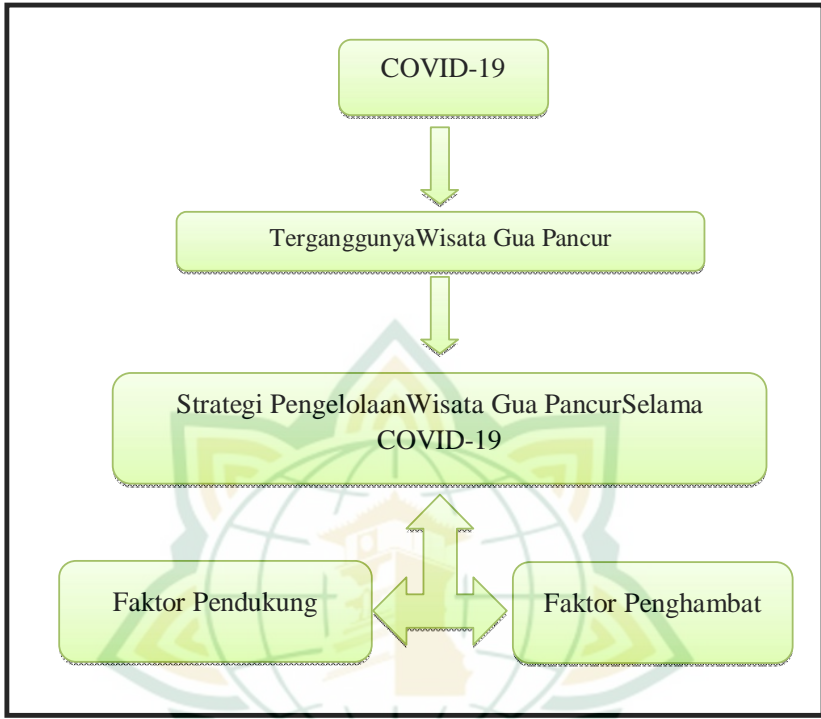 COVID-19
TerganggunyaWisata Gua Pancur
Strategi PengelolaanWisata Gua PancurSelama
COVID-19
Faktor Pendukung
Faktor Penghambat